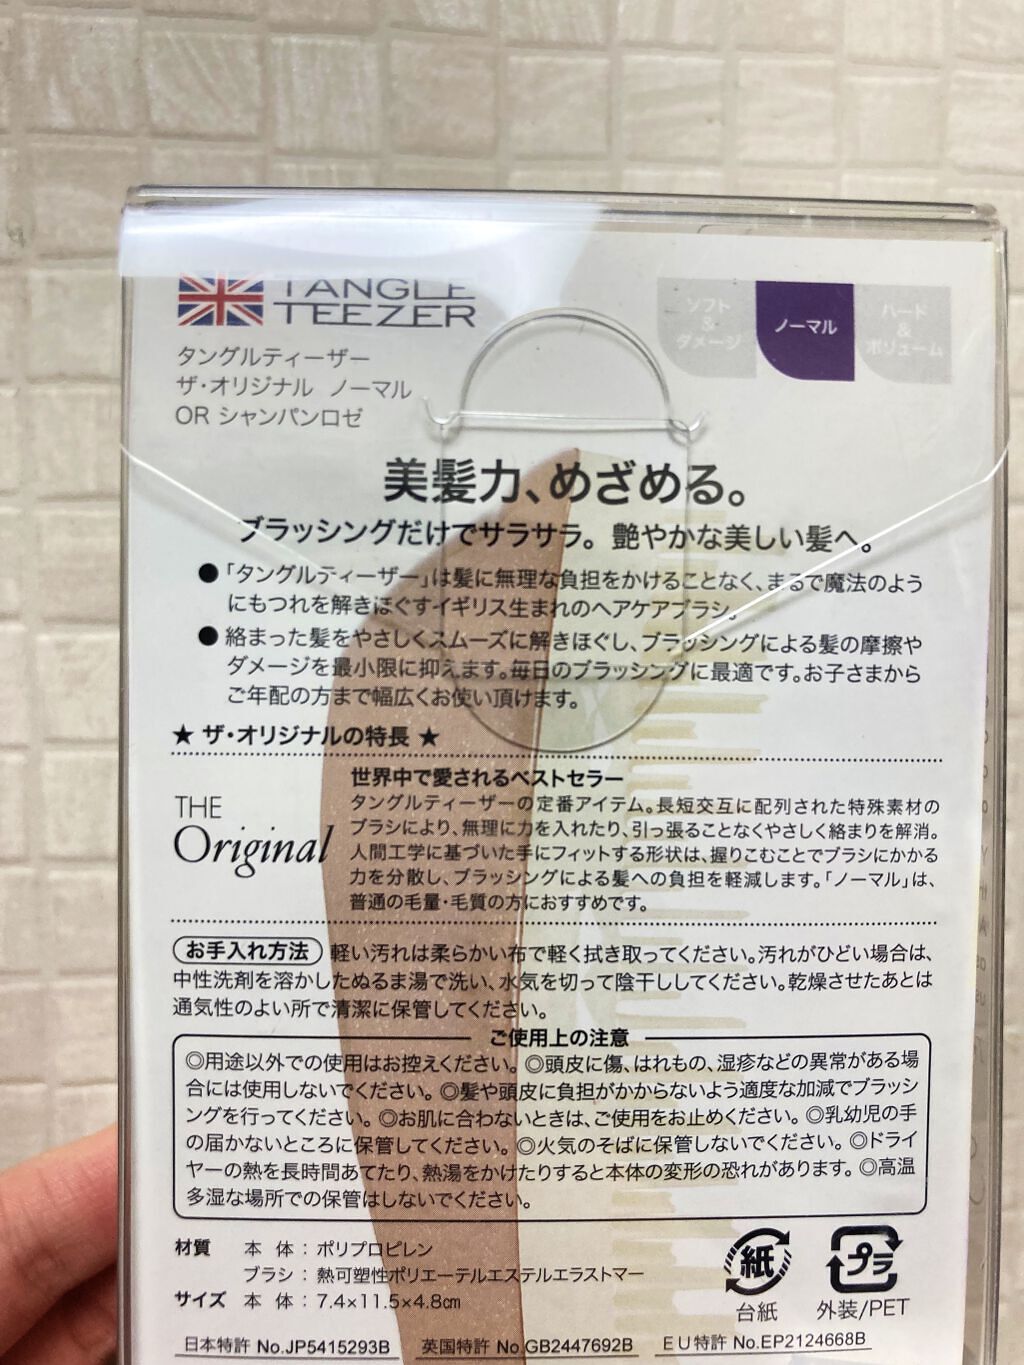 TANGLE
TEEZER
ソフト
&
ダメージ
ノーマル
ハード
&
ボリューム
タングルティーザー
ザ・オリジナル ノーマル
OR シャンパンロゼ
美髪力、めざめる。
ブラッシングだけでサラサラ。艶やかな美しい髪へ。
●「タングルティーザー」は髪に無理な負担をかけることなく、まるで魔法のよう
にもつれを解きほぐすイギリス生まれのヘアケアブラシ。
● 絡まった髪をやさしくスムーズに解きほぐし、ブラッシングによる髪の摩擦や
ダメージを最小限に抑えます。毎日のブラッシングに最適です。お子さまから
ご年配の方まで幅広くお使い頂けます。
★ ザ・オリジナルの特長 ★
THE
Original
世界中で愛されるベストセラー
タングルティーザーの定番アイテム。長短交互に配列された特殊素材の
ブラシにより、無理に力を入れたり、引っ張ることなくやさしく絡まりを解消。
人間工学に基づいた手にフィットする形状は、握りこむことでブラシにかかる
力を分散し、ブラッシングによる髪への負担を軽減します。「ノーマル」は、
普通の毛量・毛質の方におすすめです。
お手入れ方法 軽い汚れは柔らかい布で軽く拭き取ってください。汚れがひどい場合は、
中性洗剤を溶かしたぬるま湯で洗い、水気を切って陰干ししてください。乾燥させたあとは
通気性のよい所で清潔に保管してください。
ご使用上の注意
◎用途以外での使用はお控えください。◎頭皮に傷、はれもの、湿疹などの異常がある場
合には使用しないでください。◎髪や頭皮に負担がかからないよう適度な加減でブラッシ
ングを行ってください。◎お肌に合わないときは、ご使用をお止めください。◎乳幼児の手
の届かないところに保管してください。◎火気のそばに保管しないでください。◎ドライ
ヤーの熱を長時間あてたり、熱湯をかけたりすると本体の変形の恐れがあります。◎高温
多湿な場所での保管はしないでください。
材質 本 体：ポリプロピレン
ブラシ：熱可塑性ポリエーテルエステルエラストマー
サイズ 本 体：7.4×11.5×4.8㎝
紙
台紙
プラ
外装/PET
日本特許 No.JP5415293B 英国特許 No.GB2447692B EU特許 No.EP2124668B